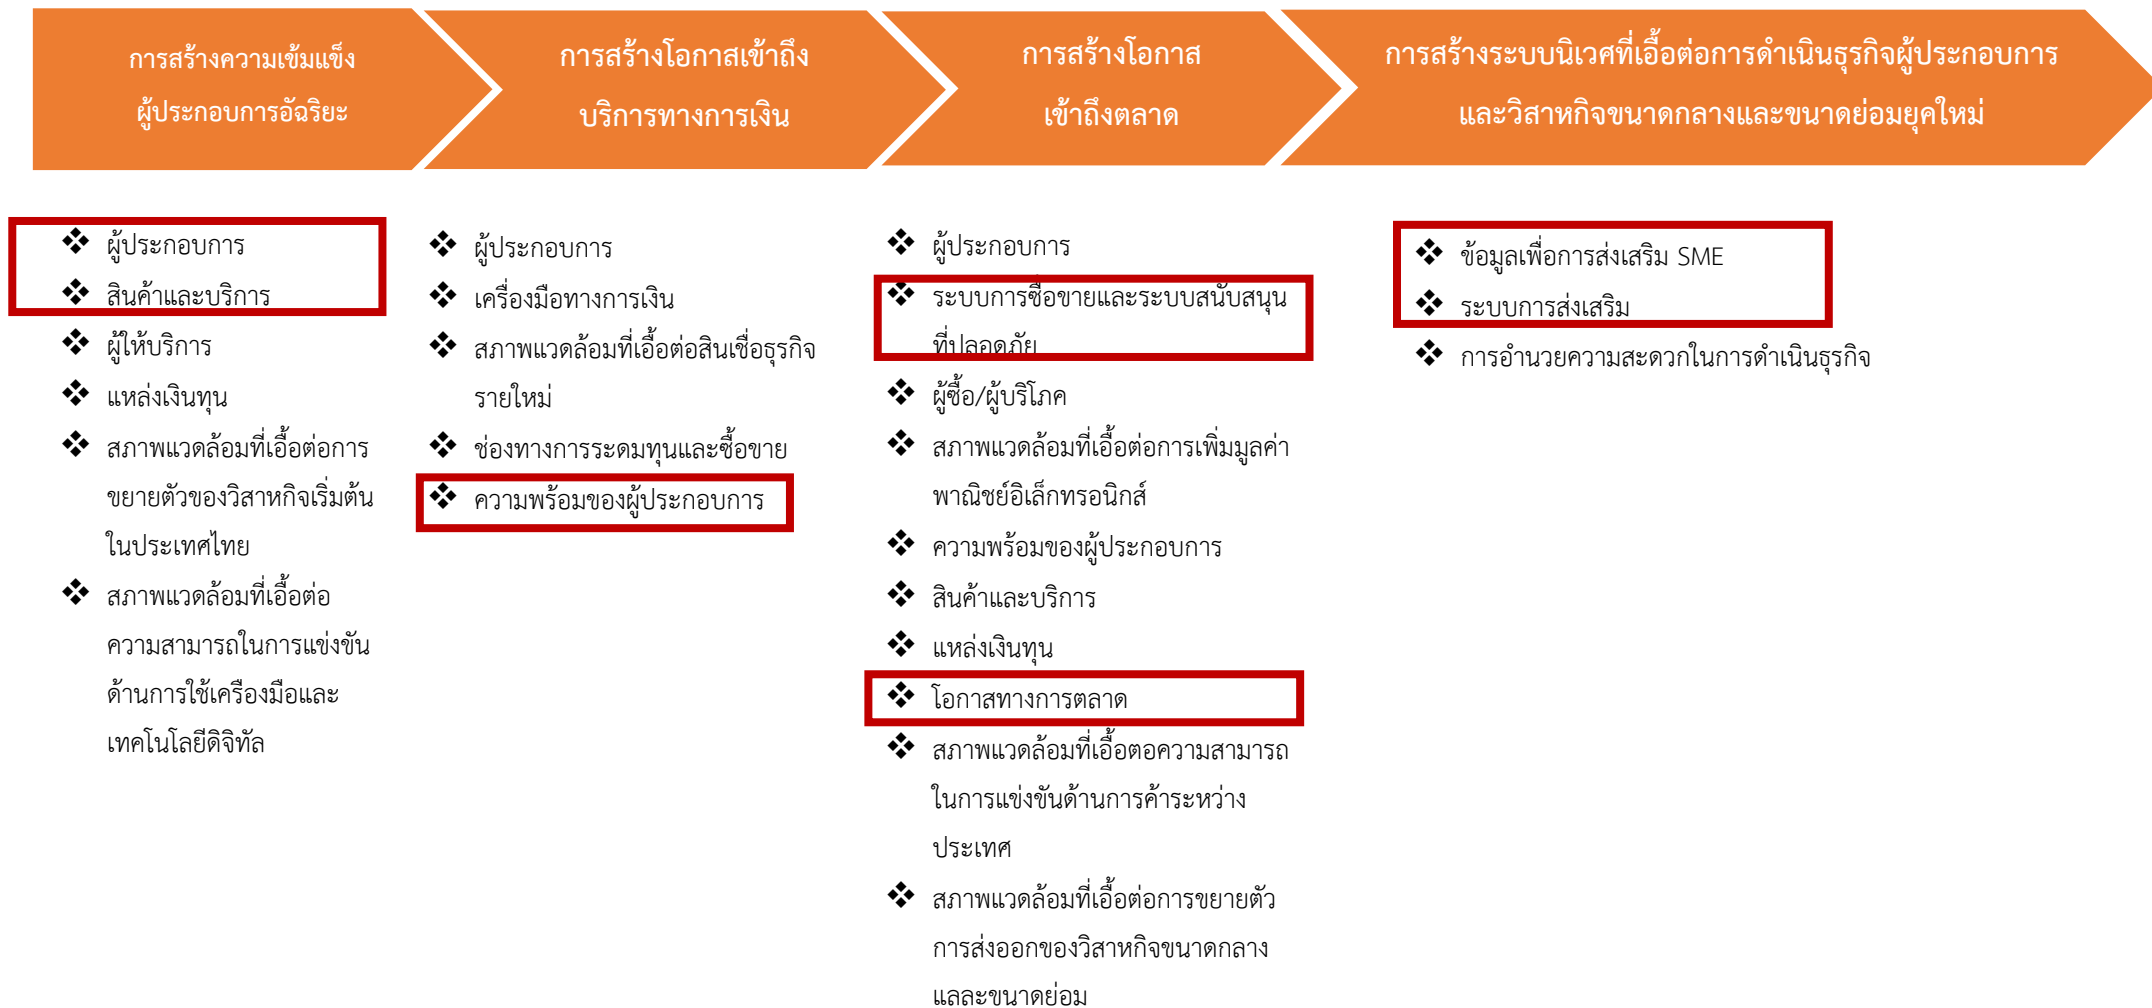 การสร้างความเข้มแข็ง
ผู้ประกอบการอัฉริยะ
การสร้างโอกาสเข้าถึง
บริการทางการเงิน
การสร้างโอกาส
เข้าถึงตลาด
การสร้างระบบนิเวศที่เอื้อต่อการดำเนินธุรกิจผู้ประกอบการ
และวิสาหกิจขนาดกลางและขนาดย่อมยุคใหม่
❖ ผู้ประกอบการ
❖ สินค้าและบริการ
❖ ผู้ให้บริการ
❖ แหล่งเงินทุน
❖ สภาพแวดล้อมที่เอื้อต่อการ
ขยายตัวของวิสาหกิจเริ่มต้น
ในประเทศไทย
❖ สภาพแวดล้อมที่เอื้อต่อ
ความสามารถในการแข่งขัน
ด้านการใช้เครื่องมือและ
เทคโนโลยีดิจิทัล
❖ ผู้ประกอบการ
❖ เครื่องมือทางการเงิน
❖ สภาพแวดล้อมที่เอื้อต่อสินเชื่อธุรกิจ
รายใหม่
❖ ช่องทางการระดมทุนและซื้อขาย
❖ ความพร้อมของผู้ประกอบการ
❖ ผู้ประกอบการ
❖ ระบบการซื้อขายและระบบสนับสนุน
ที่ปลอดภัย
❖ ผู้ซื้อ/ผู้บริโภค
❖ สภาพแวดล้อมที่เอื้อต่อการเพิ่มมูลค่า
พาณิชย์อิเล็กทรอนิกส์
❖ ความพร้อมของผู้ประกอบการ
❖ สินค้าและบริการ
❖ แหล่งเงินทุน
❖ โอกาสทางการตลาด
❖ สภาพแวดล้อมที่เอื้อตอความสามารถ
ในการแข่งขันด้านการค้าระหว่าง
ประเทศ
❖ สภาพแวดล้อมที่เอื้อต่อการขยายตัว
การส่งออกของวิสาหกิจขนาดกลาง
แลละขนาดย่อม
❖ ข้อมูลเพื่อการส่งเสริม SME
❖ ระบบการส่งเสริม
❖ การอำนวยความสะดวกในการดำเนินธุรกิจ